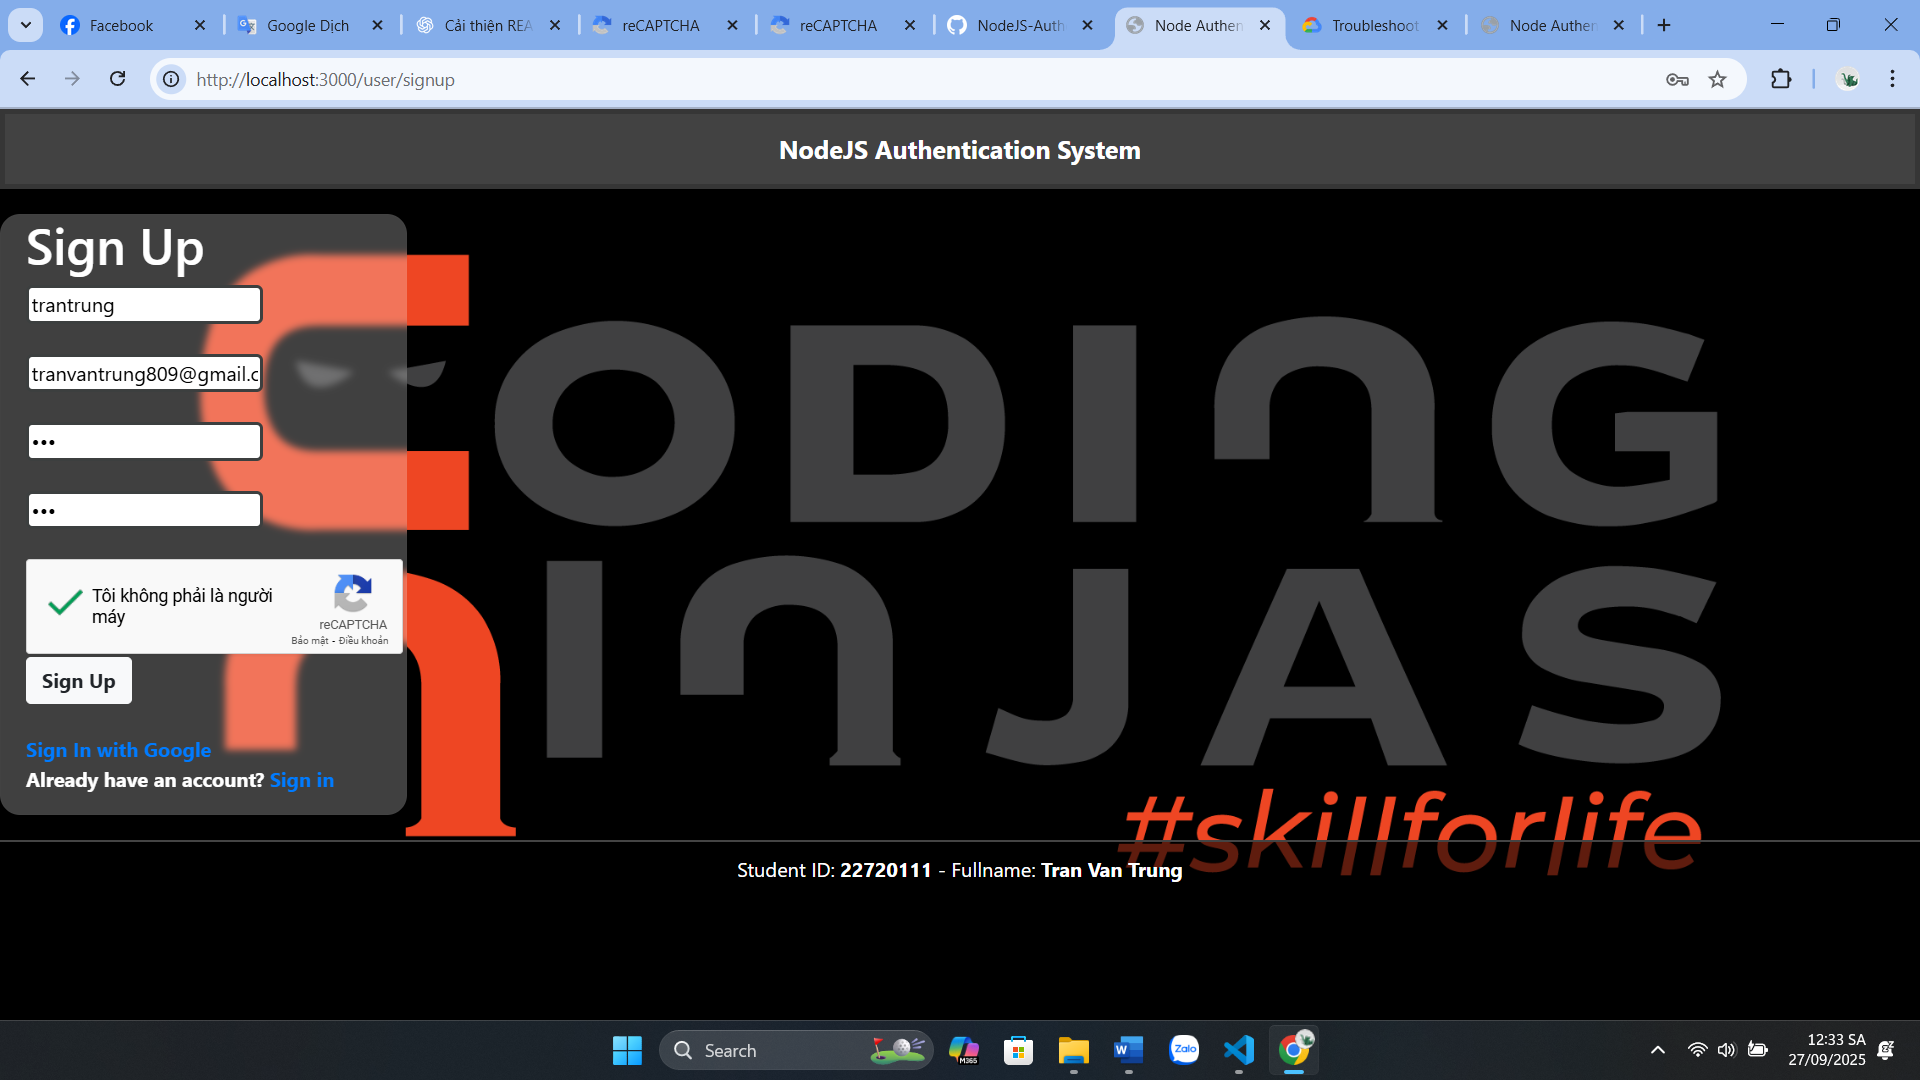 Facebook
Google Dịch
Cải thiện REA
reCAPTCHA
reCAPTCHA
NodeJS-Auth
Node Authen
Troubleshoot
Node Authen
http://localhost:3000/user/signup
NodeJS Authentication System
Sign Up
trantrung
tranvantrung809@gmail.c
•••
•••
Tôi không phải là người
máy
reCAPTCHA
Bảo mật - Điều khoản
Sign Up
Sign In with Google
Already have an account? Sign in
CODING
NINJAS
#skillforlife
Student ID: 22720111 - Fullname: Tran Van Trung
Search
M365
Zalo
12:33 SA
27/09/2025